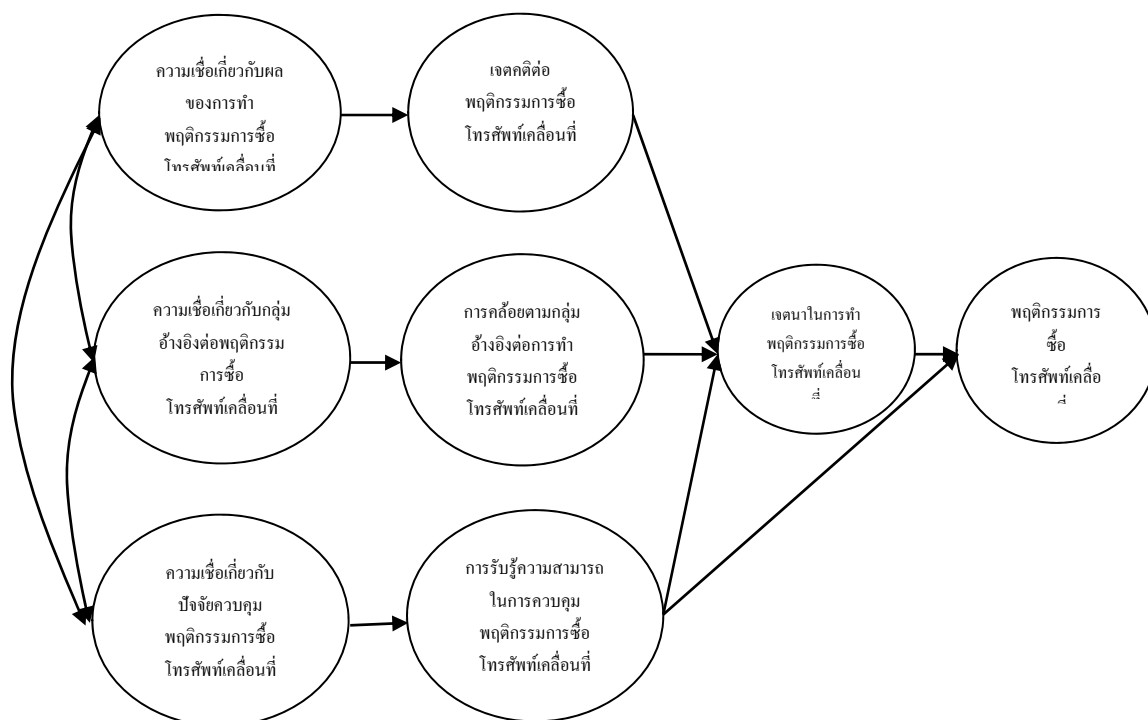 ความเชื่อเกี่ยวกับผล
ของการทำ
พฤติกรรมการซื้อ
โทรศัพท์เคลื่อนที่
เจตคติต่อ
พฤติกรรมการซื้อ
โทรศัพท์เคลื่อนที่
ความเชื่อเกี่ยวกับกลุ่ม
อ้างอิงต่อพฤติกรรม
การซื้อ
โทรศัพท์เคลื่อนที่
การคล้อยตามกลุ่ม
อ้างอิงต่อการทำ
พฤติกรรมการซื้อ
โทรศัพท์เคลื่อนที่
เจตนาในการทำ
พฤติกรรมการซื้อ
โทรศัพท์เคลื่อน
ที่
พฤติกรรมการ
ซื้อ
โทรศัพท์เคลื่อ
ที่
ความเชื่อเกี่ยวกับ
ปัจจัยควบคุม
พฤติกรรมการซื้อ
โทรศัพท์เคลื่อนที่
การรับรู้ความสามารถ
ในการควบคุม
พฤติกรรมการซื้อ
โทรศัพท์เคลื่อนที่